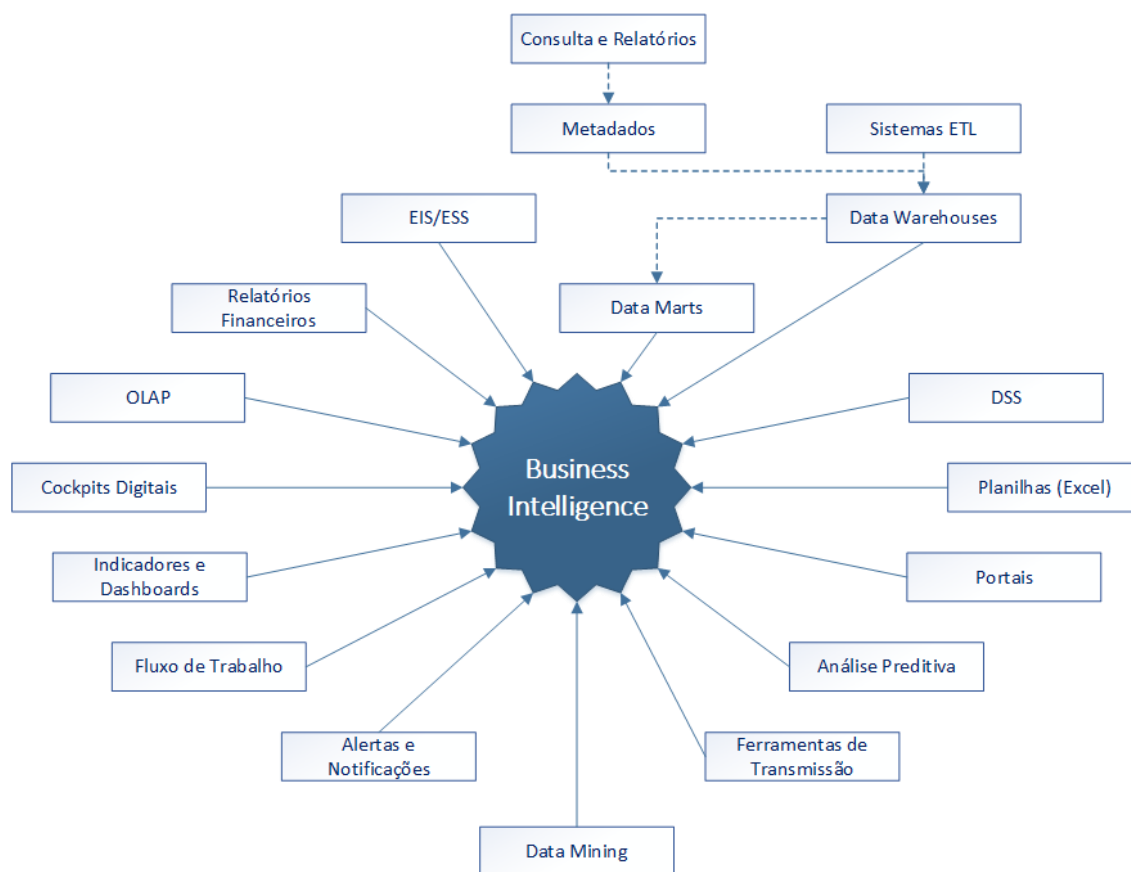 Consulta e Relatórios
Metadados
Sistemas ETL
EIS/ESS
Data Warehouses
Relatórios
Financeiros
Data Marts
OLAP
DSS
Business
Intelligence
Cockpits Digitais
Planilhas (Excel)
Indicadores e
Dashboards
Portais
Fluxo de Trabalho
Análise Preditiva
Alertas e
Notificações
Ferramentas de
Transmissão
Data Mining